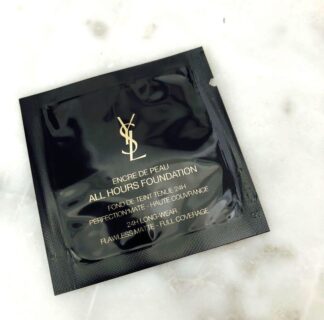 YSL
ENCRE DE PEAU
ALL HOURS FOUNDATION
FOND DE TEINT TENUE 24H
PERFECTION MATE - HAUTE COUVRANCE
24H LONG-WEAR
FLAWLESS MATTE - FULL COVERAGE